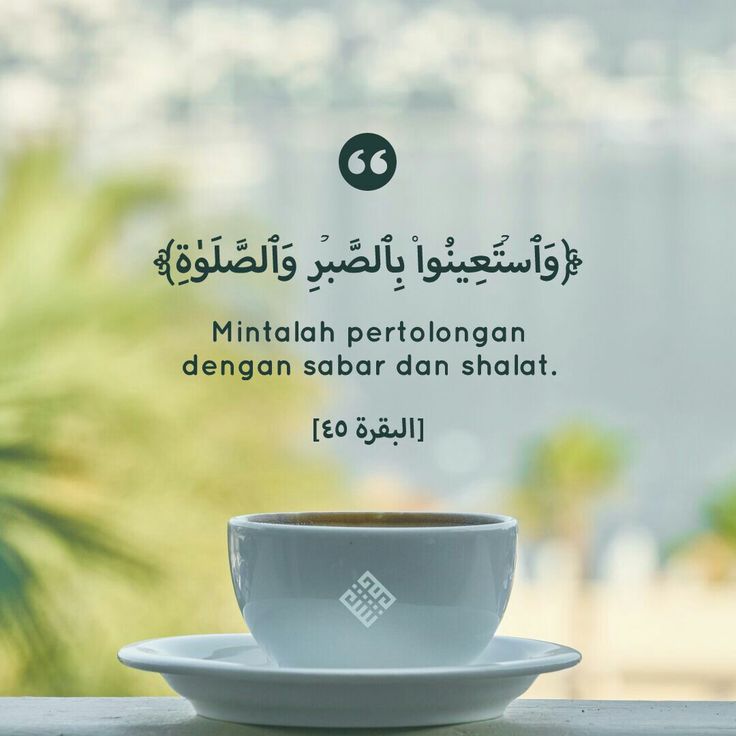 ﴿وَٱسۡتَعِينُوا۟ بِٱلصَّبۡرِ وَٱلصَّلَوٰةِ﴾
Mintalah pertolongan
dengan sabar dan shalat.
[البقرة ٤٥]